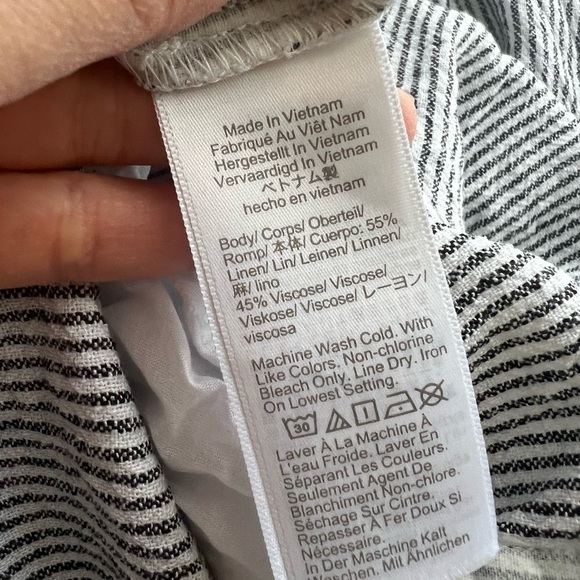 Made In Vietnam
Fabriqué Au Viêt Nam
Hergestellt In Vietnam
Vervaardigd In Vietnam
ベトナム製
hecho en vietnam
Body/ Corps/ Oberteil/
Romp/ 本体/ Cuerpo: 55%
Linen/ Lin/ Leinen/ Linnen/
麻/ lino
45% Viscose/ Viscose/
Viskose/ Viscose/ レーヨン/
viscosa
Machine Wash Cold. With
Like Colors, Non-chlorine
Bleach Only. Line Dry. Iron
On Lowest Setting.
30
Laver À La Machine À
L'eau Froide. Laver En
Séparant Les Couleurs.
Seulement Agent De
Blanchiment Non-chlore.
Séchage Sur Cintre.
Repasser À Fer Doux Si
Nécessaire.
In Der Maschine Kalt
Waschen. Mit Ähnlichen